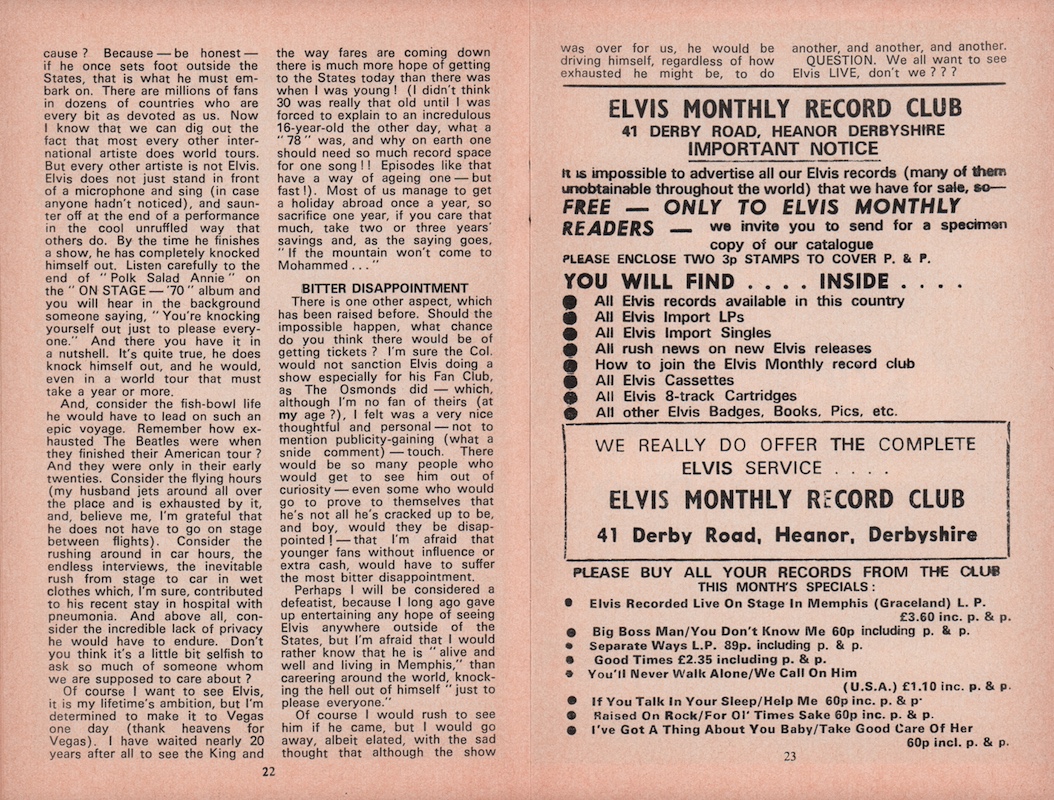 cause ? Because — be honest —
if he once sets foot outside the
States, that is what he must em-
bark on. There are millions of fans
in dozens of countries who are
every bit as devoted as us. Now
I know that we can dig out the
fact that most every other inter-
national artiste does world tours.
But every other artiste is not Elvis.
Elvis does not just stand in front
of a microphone and sing (in case
anyone hadn't noticed), and saun-
ter off at the end of a performance
in the cool unruffled way that
others do. By the time he finishes
a show, he has completely knocked
himself out. Listen carefully to the
end of " Polk Salad Annie " on
the " ON STAGE — '70 " album and
you will hear in the background
someone saying, " You're knocking
yourself out just to please every-
one." And there you have it in
a nutshell. It's quite true, he does
knock himself out, and he would,
even in a world tour that must
take a year or more.
And, consider the fish-bowl life
he would have to lead on such an
epic voyage. Remember how ex-
hausted The Beatles were when
they finished their American tour ?
And they were only in their early
twenties. Consider the flying hours
(my husband jets around all over
the place and is exhausted by it,
and, believe me, I'm grateful that
he does not have to go on stage
between flights). Consider the
rushing around in car hours, the
endless interviews, the inevitable
rush from stage to car in wet
clothes which, I'm sure, contributed
to his recent stay in hospital with
pneumonia. And above all, con-
sider the incredible lack of privacy
he would have to endure. Don't
you think it's a little bit selfish to
ask so much of someone whom
we are supposed to care about ?
Of course I want to see Elvis,
it is my lifetime's ambition, but I'm
determined to make it to Vegas
one day (thank heavens for
Vegas). I have waited nearly 20
years after all to see the King and
the way fares are coming down
there is much more hope of getting
to the States today than there was
when I was young ! (I didn't think
30 was really that old until I was
forced to explain to an incredulous
16-year-old the other day, what a
" 78 " was, and why on earth one
should need so much record space
for one song ! ! Episodes like that
have a way of ageing one — but
fast !). Most of us manage to get
a holiday abroad once a year, so
sacrifice one year, if you care that
much, take two or three years'
savings and, as the saying goes,
" If the mountain won't come to
Mohammed . . ."
BITTER DISAPPOINTMENT
There is one other aspect, which
has been raised before. Should the
impossible happen, what chance
do you think there would be of
getting tickets ? I'm sure the Col.
would not sanction Elvis doing a
show especially for his Fan Club,
as The Osmonds did — which,
although I'm no fan of theirs (at
my age ?), I felt was a very nice
thoughtful and personal — not to
mention publicity-gaining (what a
snide comment) — touch. There
would be so many people who
would get to see him out of
curiosity — even some who would
go to prove to themselves that
he's not all he's cracked up to be,
and boy, would they be disap-
pointed ! — that I'm afraid that
younger fans without influence or
extra cash, would have to suffer
the most bitter disappointment.
Perhaps I will be considered a
defeatist, because I long ago gave
up entertaining any hope of seeing
Elvis anywhere outside of the
States, but I'm afraid that I would
rather know that he is " alive and
well and living in Memphis," than
careering around the world, knock-
ing the hell out of himself " just to
please everyone."
Of course I would rush to see
him if he came, but I would go
away, albeit elated, with the sad
thought that although the show
22
was over for us, he would be
driving himself, regardless of how
exhausted he might be, to do
another, and another, and another.
QUESTION. We all want to see
Elvis LIVE, don't we ? ? ?
ELVIS MONTHLY RECORD CLUB
41 DERBY ROAD, HEANOR DERBYSHIRE
IMPORTANT NOTICE
It is impossible to advertise all our Elvis records (many of them
unobtainable throughout the world) that we have for sale, so—
FREE — ONLY TO ELVIS MONTHLY
READERS — we invite you to send for a specimen
copy of our catalogue
PLEASE ENCLOSE TWO 3p STAMPS TO COVER P. & P.
YOU WILL FIND . . . . INSIDE . . . .
● All Elvis records available in this country
● All Elvis Import LPs
● All Elvis Import Singles
● All rush news on new Elvis releases
● How to join the Elvis Monthly record club
● All Elvis Cassettes
● All Elvis 8-track Cartridges
● All other Elvis Badges, Books, Pics, etc.
WE REALLY DO OFFER THE COMPLETE
ELVIS SERVICE . . . .
ELVIS MONTHLY RECORD CLUB
41 Derby Road, Heanor, Derbyshire
PLEASE BUY ALL YOUR RECORDS FROM THE CLUB
THIS MONTH'S SPECIALS :
● Elvis Recorded Live On Stage In Memphis (Graceland) L. P.
£3.60 inc. p. & p.
● Big Boss Man/You Don't Know Me 60p including p. & p.
● Separate Ways L.P. 89p. including p. & p.
● Good Times £2.35 including p. & p.
● You'll Never Walk Alone/We Call On Him
(U.S.A.) £1.10 inc. p. & p.
● If You Talk In Your Sleep/Help Me 60p inc. p. & p.
● Raised On Rock/For Ol' Times Sake 60p inc. p. & p.
● I've Got A Thing About You Baby/Take Good Care Of Her
60p incl. p. & p.
23